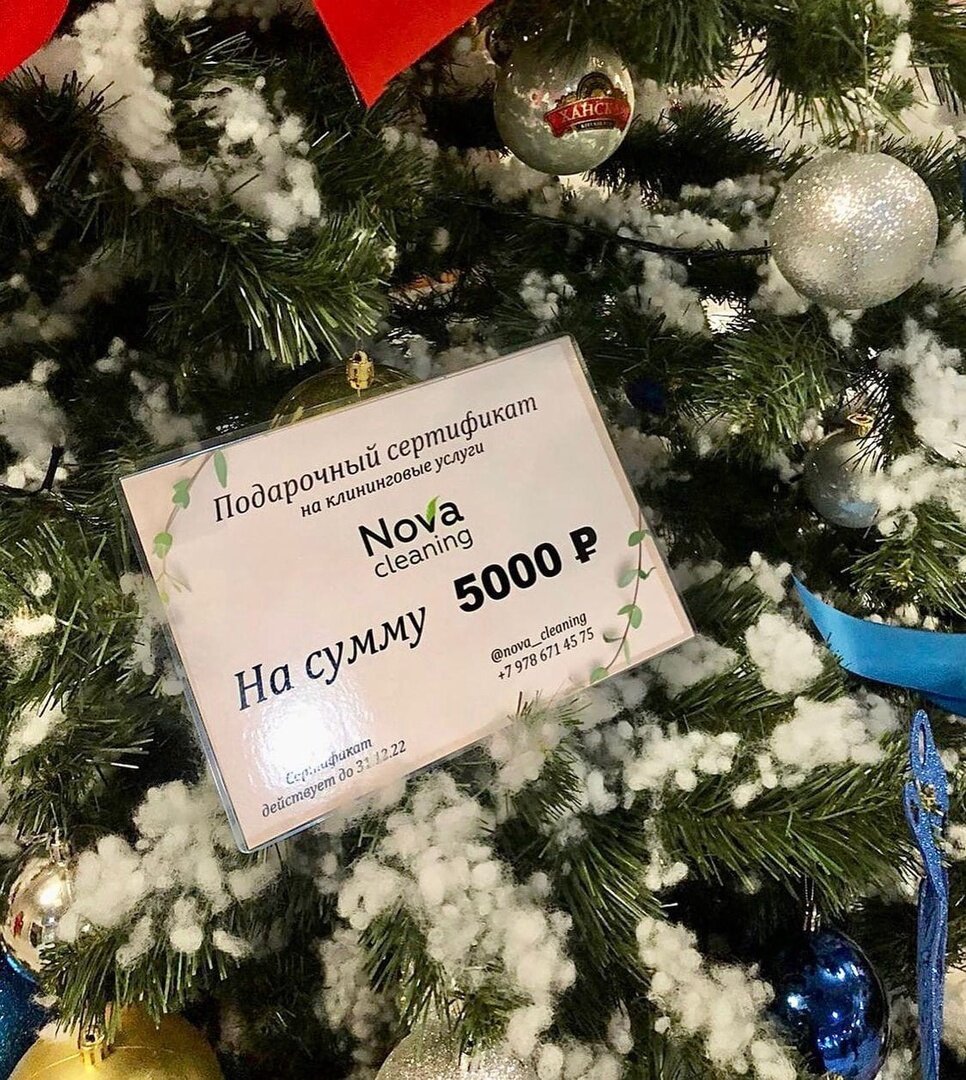 ХАНСКАЯ
Подарочный сертификат
на клининговые услуги
Nova
cleaning
На сумму 5000 ₽
@nova_cleaning
+7 978 671 45 75
Сертификат
действует до 31.12.22